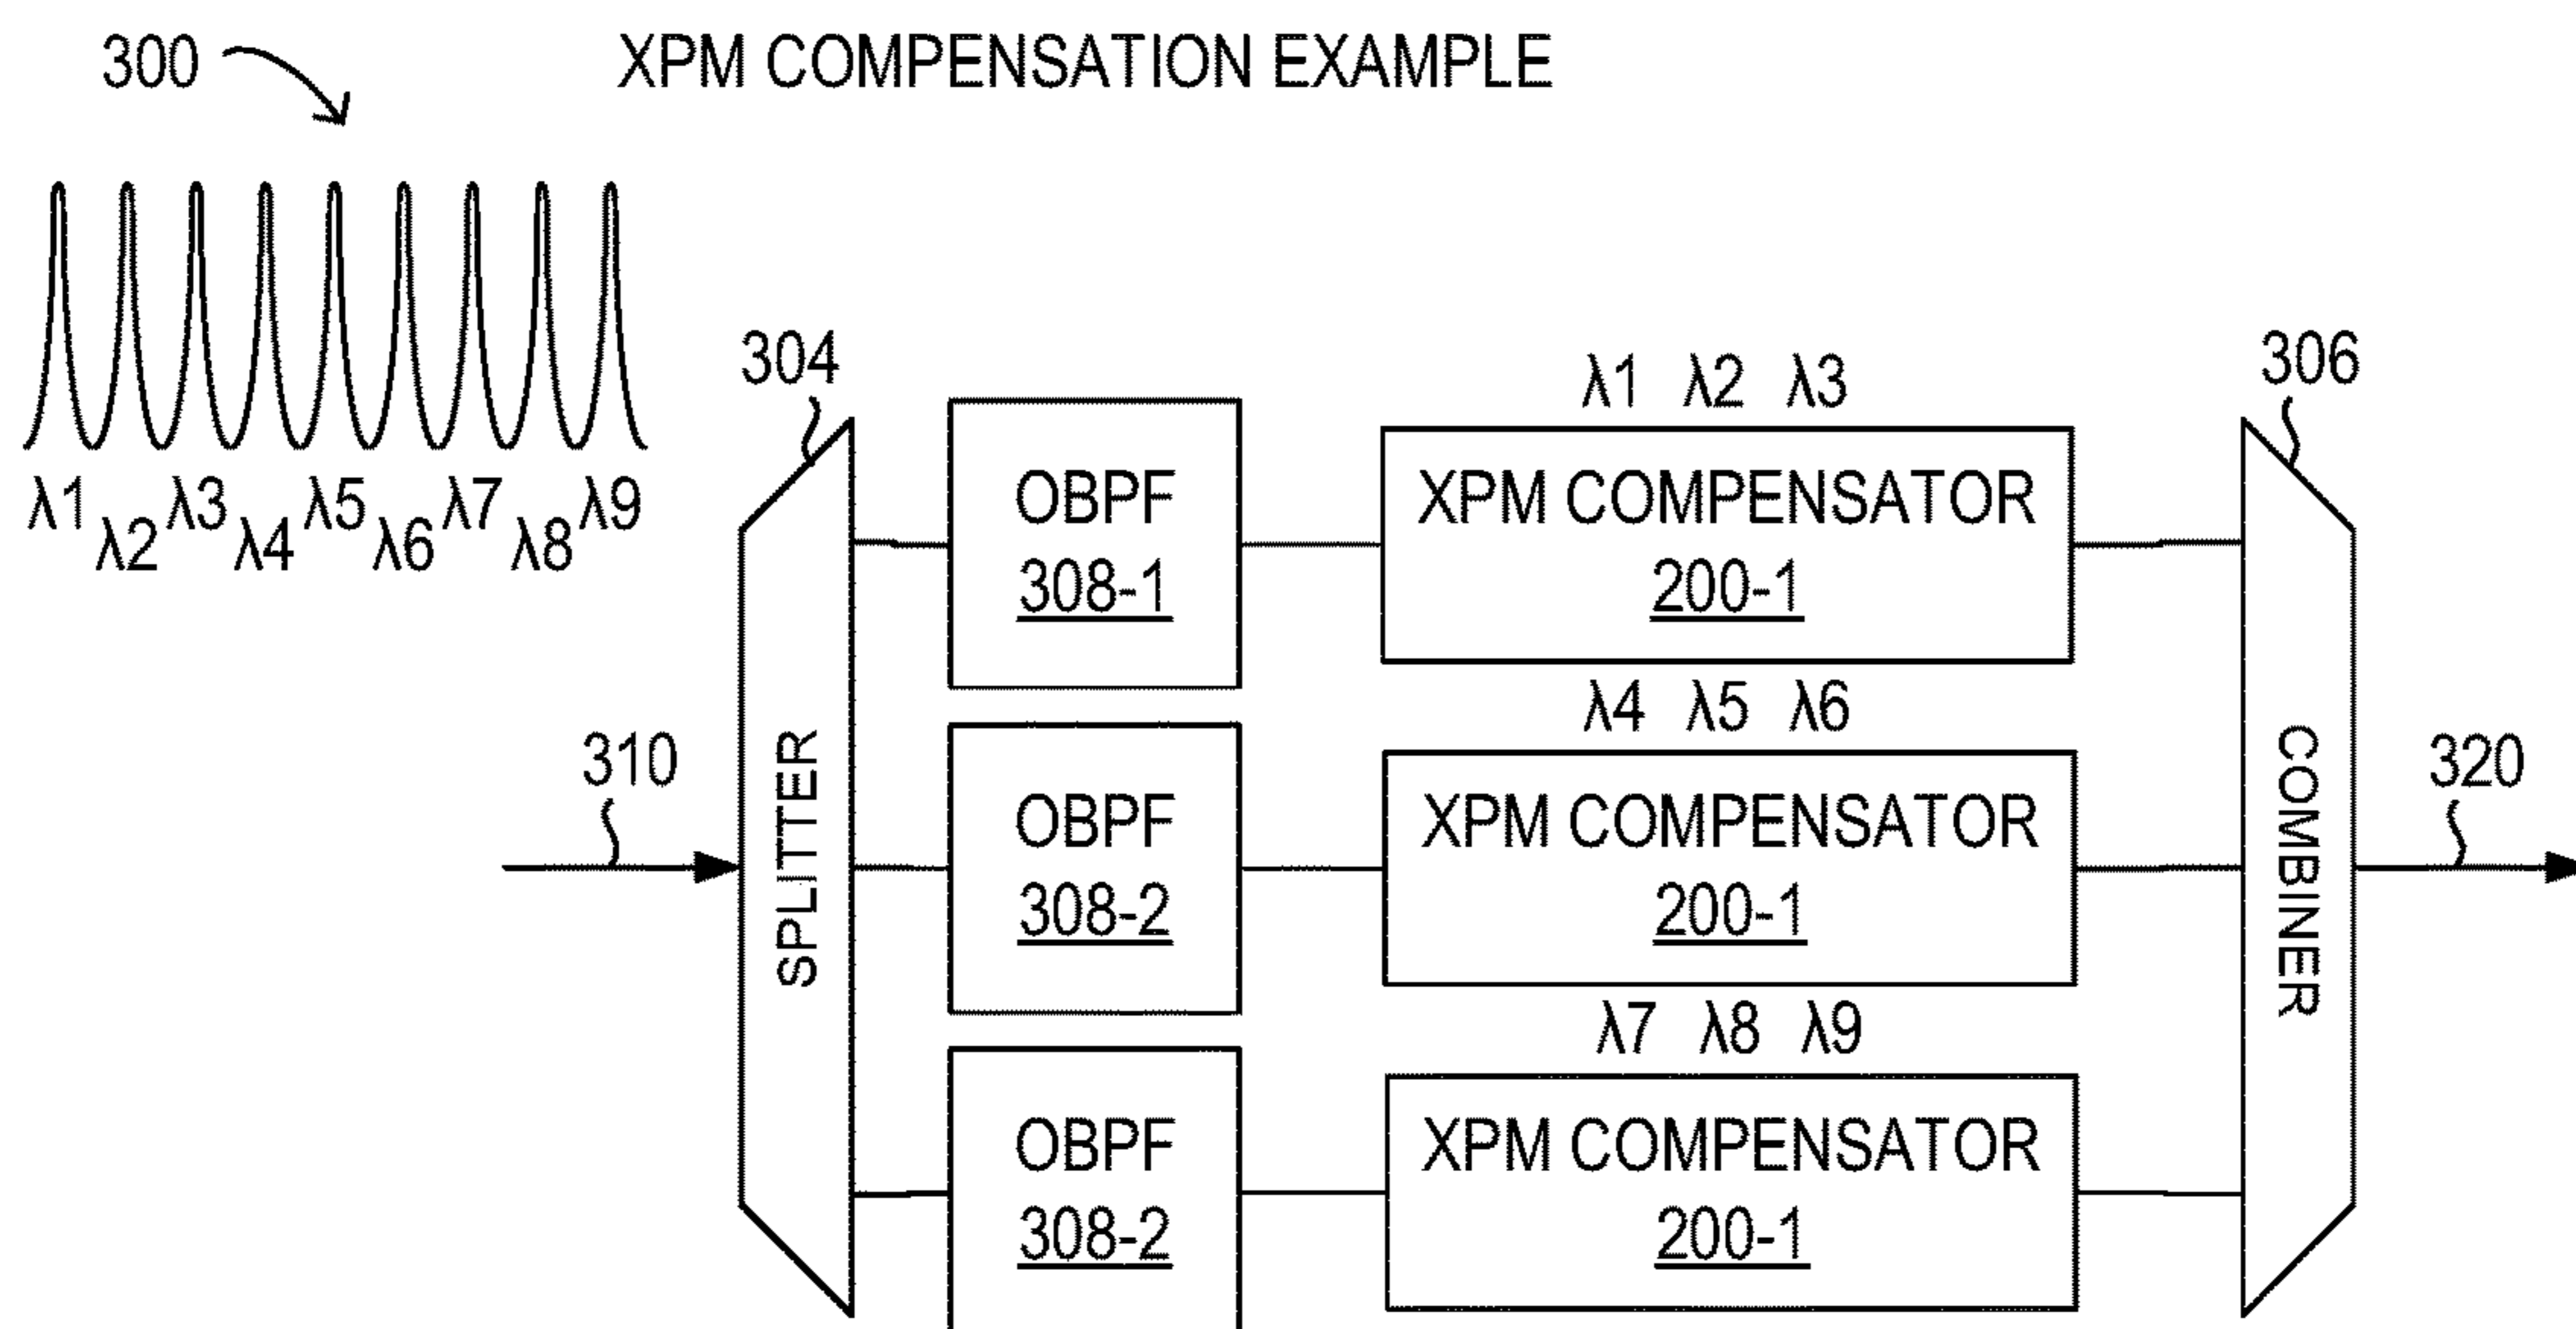 300
XPM COMPENSATION EXAMPLE
λ1 λ2 λ3 λ4 λ5 λ6 λ7 λ8 λ9
304
306
λ1 λ2 λ3
OBPF
308-1
XPM COMPENSATOR
200-1
310
SPLITTER
λ4 λ5 λ6
OBPF
308-2
XPM COMPENSATOR
200-1
COMBINER
320
λ7 λ8 λ9
OBPF
308-2
XPM COMPENSATOR
200-1